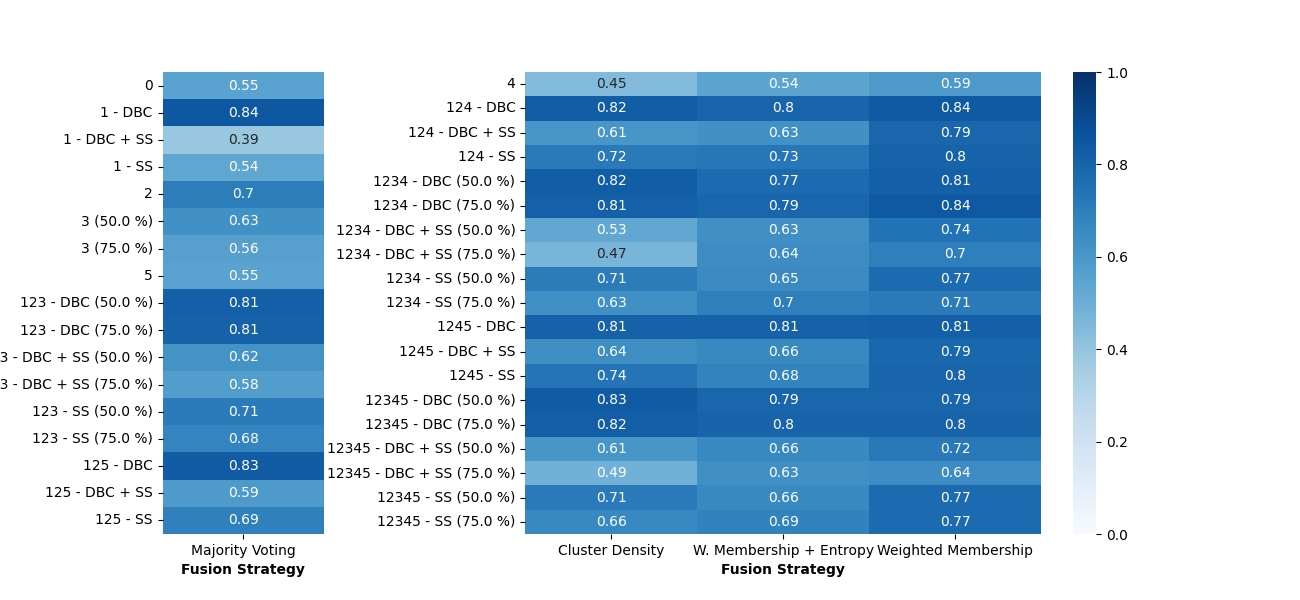 0 0.55
1 - DBC 0.84
1 - DBC + SS 0.39
1 - SS 0.54
2 0.7
3 (50.0 %) 0.63
3 (75.0 %) 0.56
5 0.55
123 - DBC (50.0 %) 0.81
123 - DBC (75.0 %) 0.81
3 - DBC + SS (50.0 %) 0.62
3 - DBC + SS (75.0 %) 0.58
123 - SS (50.0 %) 0.71
123 - SS (75.0 %) 0.68
125 - DBC 0.83
125 - DBC + SS 0.59
125 - SS 0.69
Majority Voting
Fusion Strategy
4 0.45 0.54 0.59
124 - DBC 0.82 0.8 0.84
124 - DBC + SS 0.61 0.63 0.79
124 - SS 0.72 0.73 0.8
1234 - DBC (50.0 %) 0.82 0.77 0.81
1234 - DBC (75.0 %) 0.81 0.79 0.84
1234 - DBC + SS (50.0 %) 0.53 0.63 0.74
1234 - DBC + SS (75.0 %) 0.47 0.64 0.7
1234 - SS (50.0 %) 0.71 0.65 0.77
1234 - SS (75.0 %) 0.63 0.7 0.71
1245 - DBC 0.81 0.81 0.81
1245 - DBC + SS 0.64 0.66 0.79
1245 - SS 0.74 0.68 0.8
12345 - DBC (50.0 %) 0.83 0.79 0.79
12345 - DBC (75.0 %) 0.82 0.8 0.8
12345 - DBC + SS (50.0 %) 0.61 0.66 0.72
12345 - DBC + SS (75.0 %) 0.49 0.63 0.64
12345 - SS (50.0 %) 0.71 0.66 0.77
12345 - SS (75.0 %) 0.66 0.69 0.77
Cluster Density W. Membership + Entropy Weighted Membership
Fusion Strategy
1.0
0.8
0.6
0.4
0.2
0.0